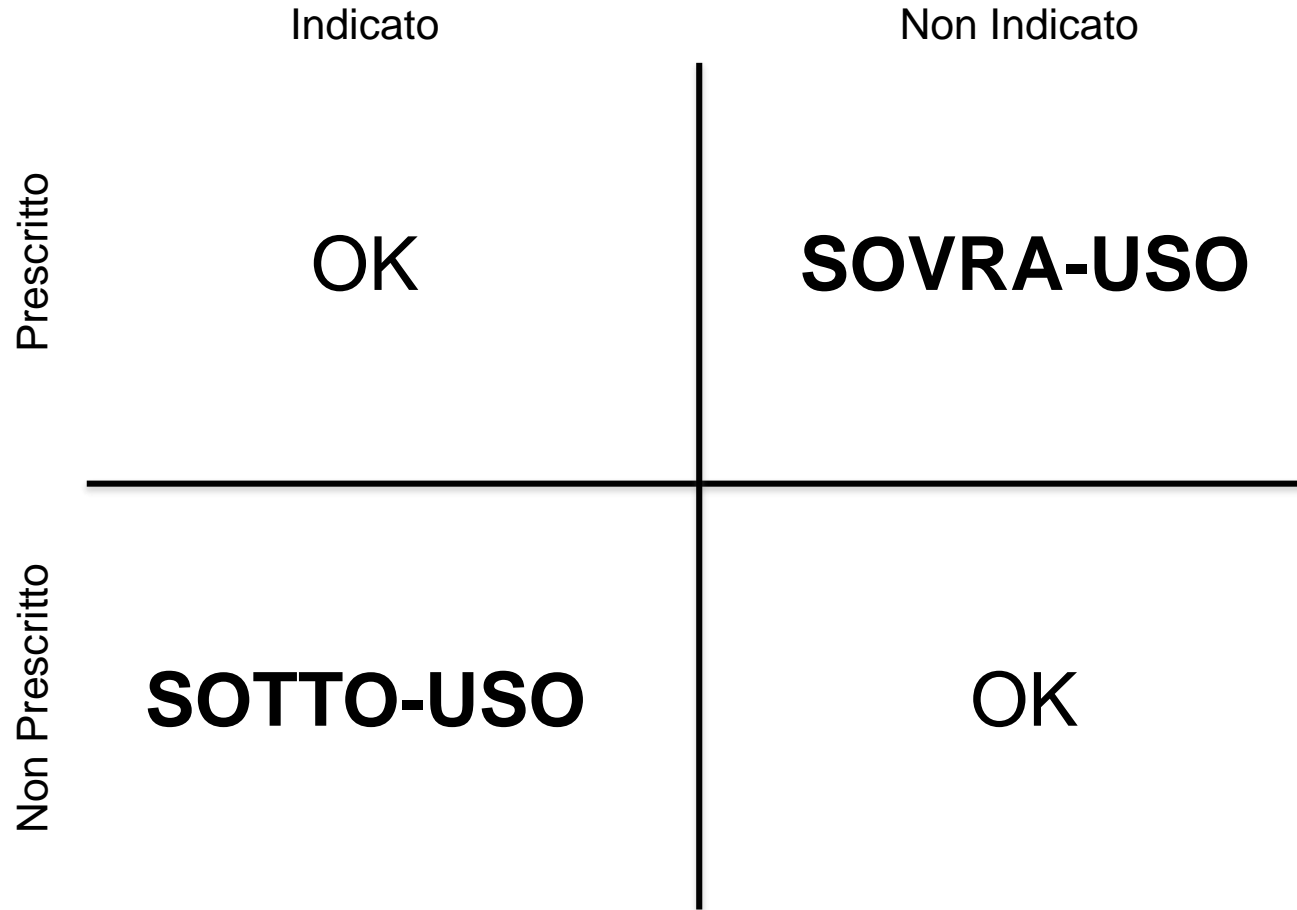 Indicato
Non Indicato
Prescritto
OK
SOVRA-USO
Non Prescritto
SOTTO-USO
OK